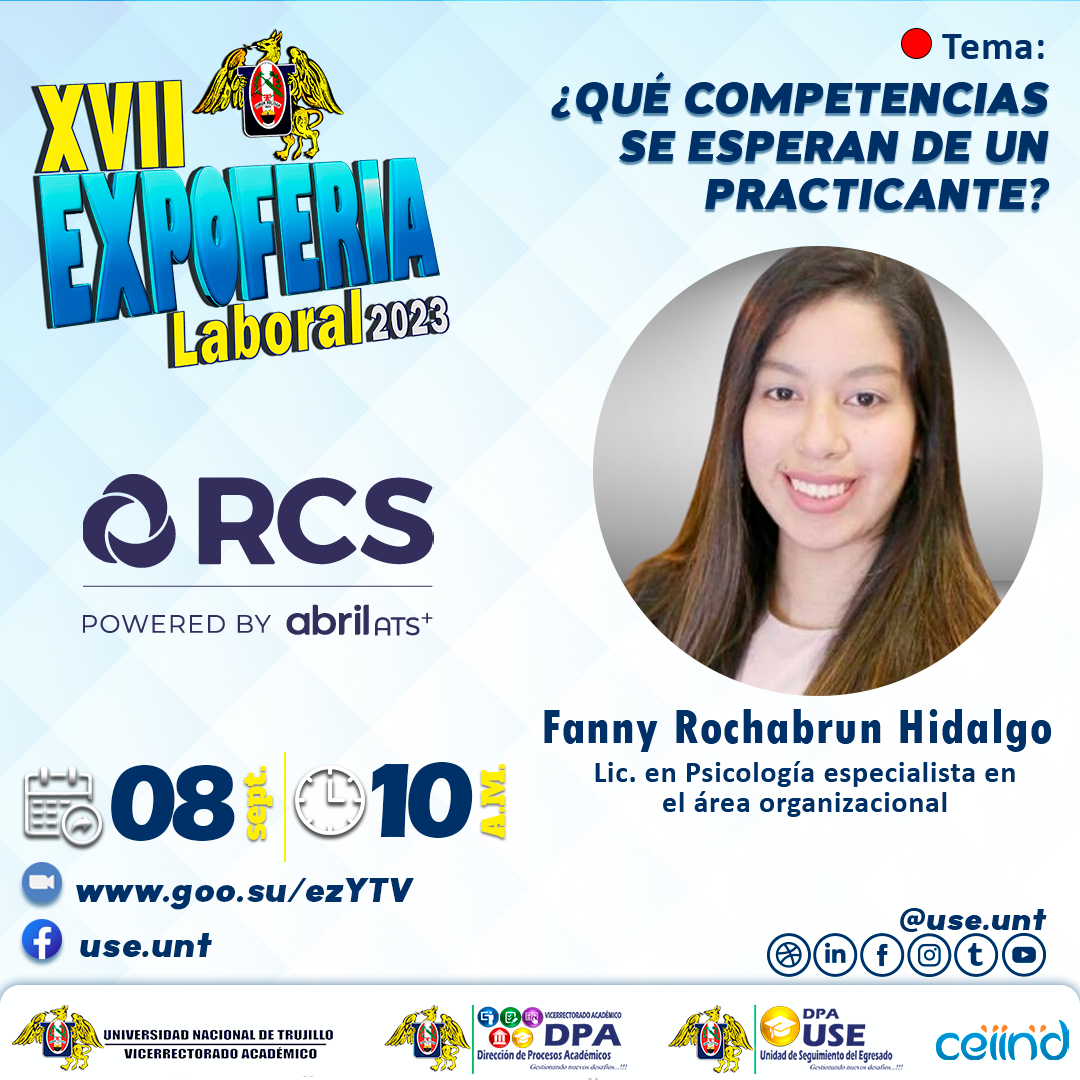 Tema:
¿QUÉ COMPETENCIAS
SE ESPERAN DE UN
PRACTICANTE?
XVII
EXPOFERIA
Laboral 2023
RCS
POWERED BY abril ATS+
Fanny Rochabrun Hidalgo
Lic. en Psicología especialista en
el área organizacional
08 sept. 10 A.M.
www.goo.su/ezYTV
use.unt
@use.unt
UNIVERSIDAD NACIONAL DE TRUJILLO
VICERRECTORADO ACADÉMICO
VICERRECTORADO ACADÉMICO
DPA
Dirección de Procesos Académicos
Gestionando nuevos desafíos...!!!
DPA
USE
Unidad de Seguimiento del Egresado
Gestionando nuevos desafíos...!!!
ceiind